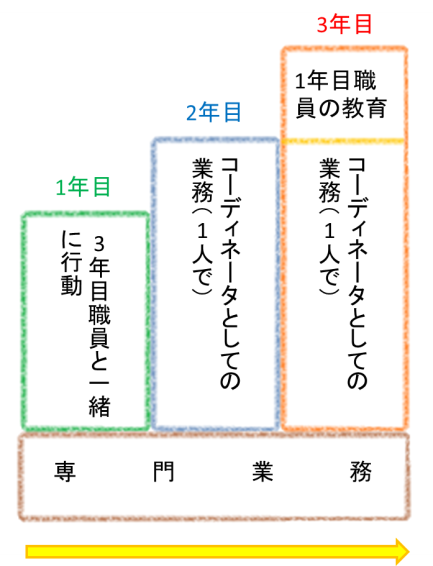 1年目
3年目職員と一緒
に行動
2年目
コーディネータとしての
業務(1人で)
3年目
1年目職
員の教育
コーディネータとしての
業務(1人で)
専門業務